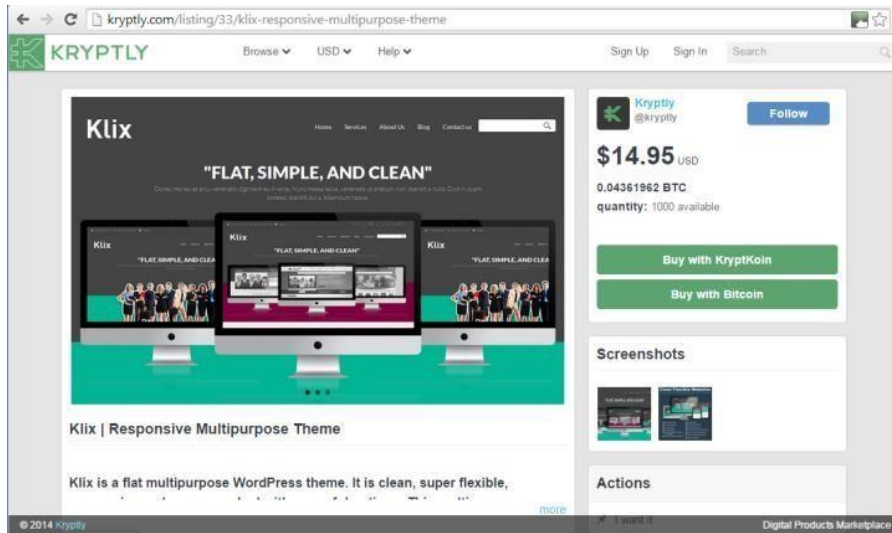 kryptly.com/listing/33/klix-responsive-multipurpose-theme
KRYPTLY
Browse
USD
Help
Sign Up
Sign In
Search
Klix
Home
Services
About Us
Blog
Contact us
"FLAT, SIMPLE, AND CLEAN"
Klix
"FLAT, SIMPLE, AND CLEA
Klix
"FLAT, SIMPLE, AND CLEAN"
Klix
"FLAT, SIMPLE, AND CLEAN
Klix | Responsive Multipurpose Theme
Klix is a flat multipurpose WordPress theme. It is clean, super flexible,
more
Kryptly
@kryptly
Follow
$14.95 USD
0.04361962 BTC
quantity: 1000 available
Buy with KryptKoin
Buy with Bitcoin
Screenshots
Actions
I want it
© 2014 Kryptly
Digital Products Marketplace